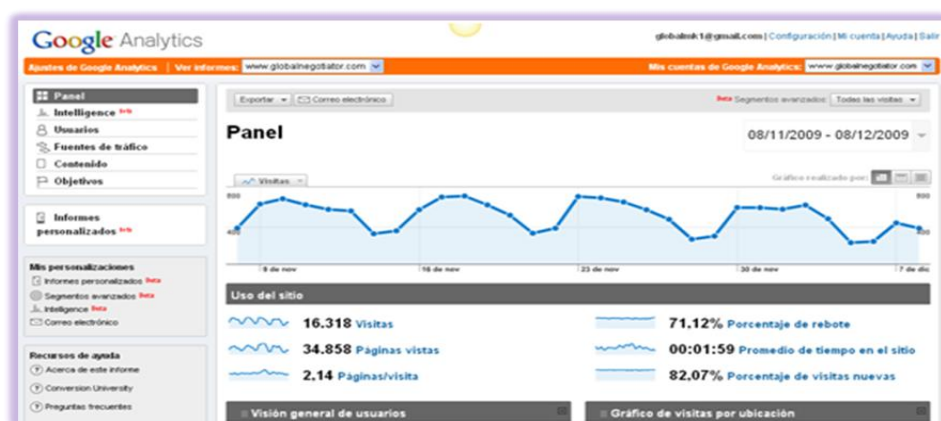 Google Analytics
globalmk1@gmail.com | Configuración | Mi cuenta | Ayuda | Salir
Ajustes de Google Analytics | Ver informes: www.globalnegotiator.com
Mis cuentas de Google Analytics: www.globalnegotiator.com
Panel
Intelligence Beta
Usuarios
Fuentes de tráfico
Contenido
Objetivos
Informes
personalizados Beta
Mis personalizaciones
Informes personalizados Beta
Segmentos avanzados Beta
Intelligence Beta
Correo electrónico
Recursos de ayuda
Acerca de este informe
Conversion University
Preguntas frecuentes
Exportar Correo electrónico
Beta Segmentos avanzados: Todas las visitas
Panel
08/11/2009 - 08/12/2009
Visitas
Gráfico realizado por:
800 800
400 400
9 de nov 16 de nov 23 de nov 30 de nov 7 de dic
Uso del sitio
16.318 Visitas
34.858 Páginas vistas
2,14 Páginas/visita
71,12% Porcentaje de rebote
00:01:59 Promedio de tiempo en el sitio
82,07% Porcentaje de visitas nuevas
Visión general de usuarios
Gráfico de visitas por ubicación